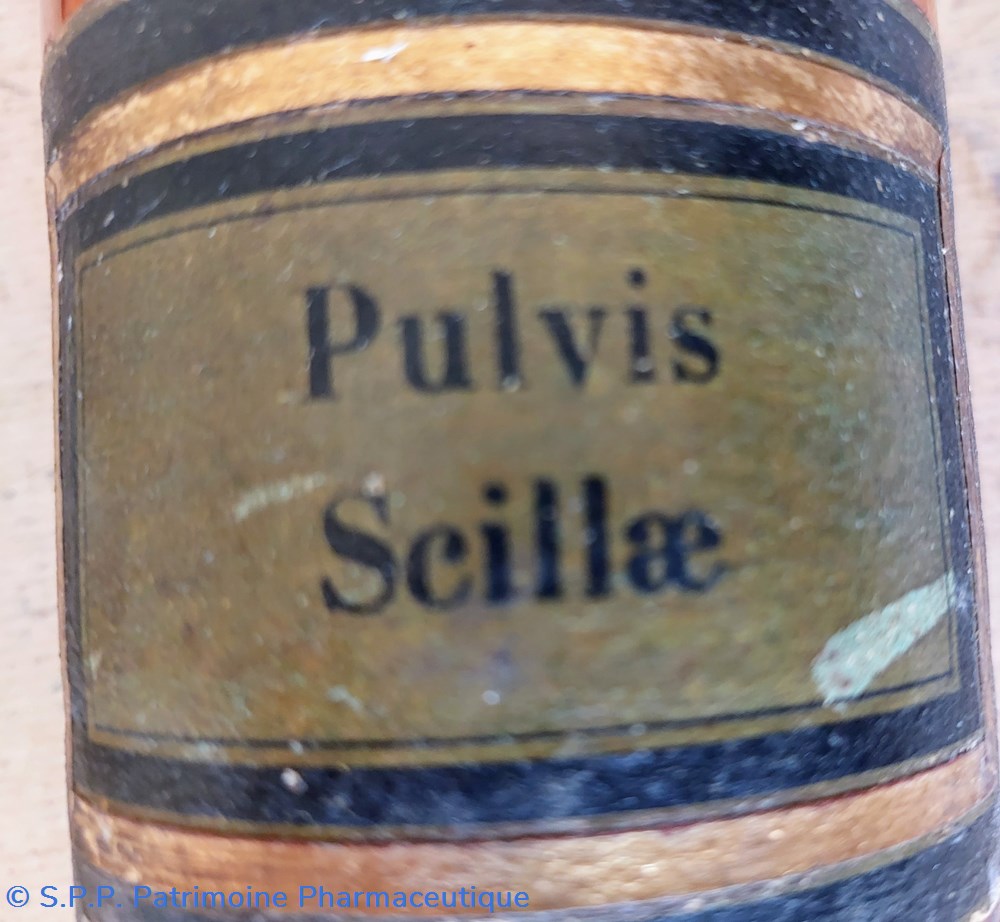 Pulvis
Scillæ
© S.P.P. Patrimoine Pharmaceutique